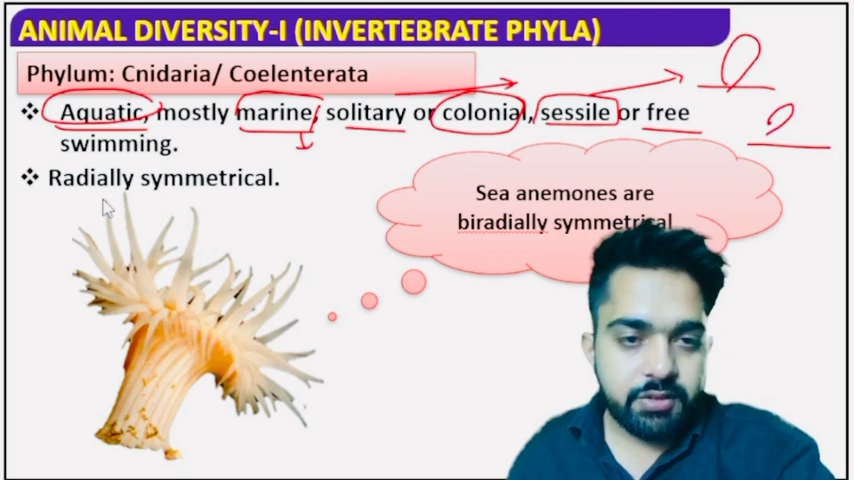 ANIMAL DIVERSITY-I (INVERTEBRATE PHYLA)
Phylum: Cnidaria/ Coelenterata
❖ Aquatic, mostly marine, solitary or colonial, sessile or free
swimming.
❖ Radially symmetrical.
Sea anemones are
biradially symmetrical